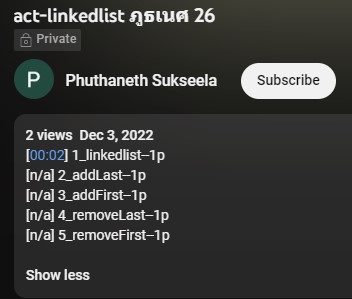 act-linkedlist ภูธเนศ 26
Private
P
Phuthaneth Sukseela
Subscribe
2 views Dec 3, 2022
[00:02] 1_linkedlist--1p
[n/a] 2_addLast--1p
[n/a] 3_addFirst--1p
[n/a] 4_removeLast--1p
[n/a] 5_removeFirst--1p
Show less